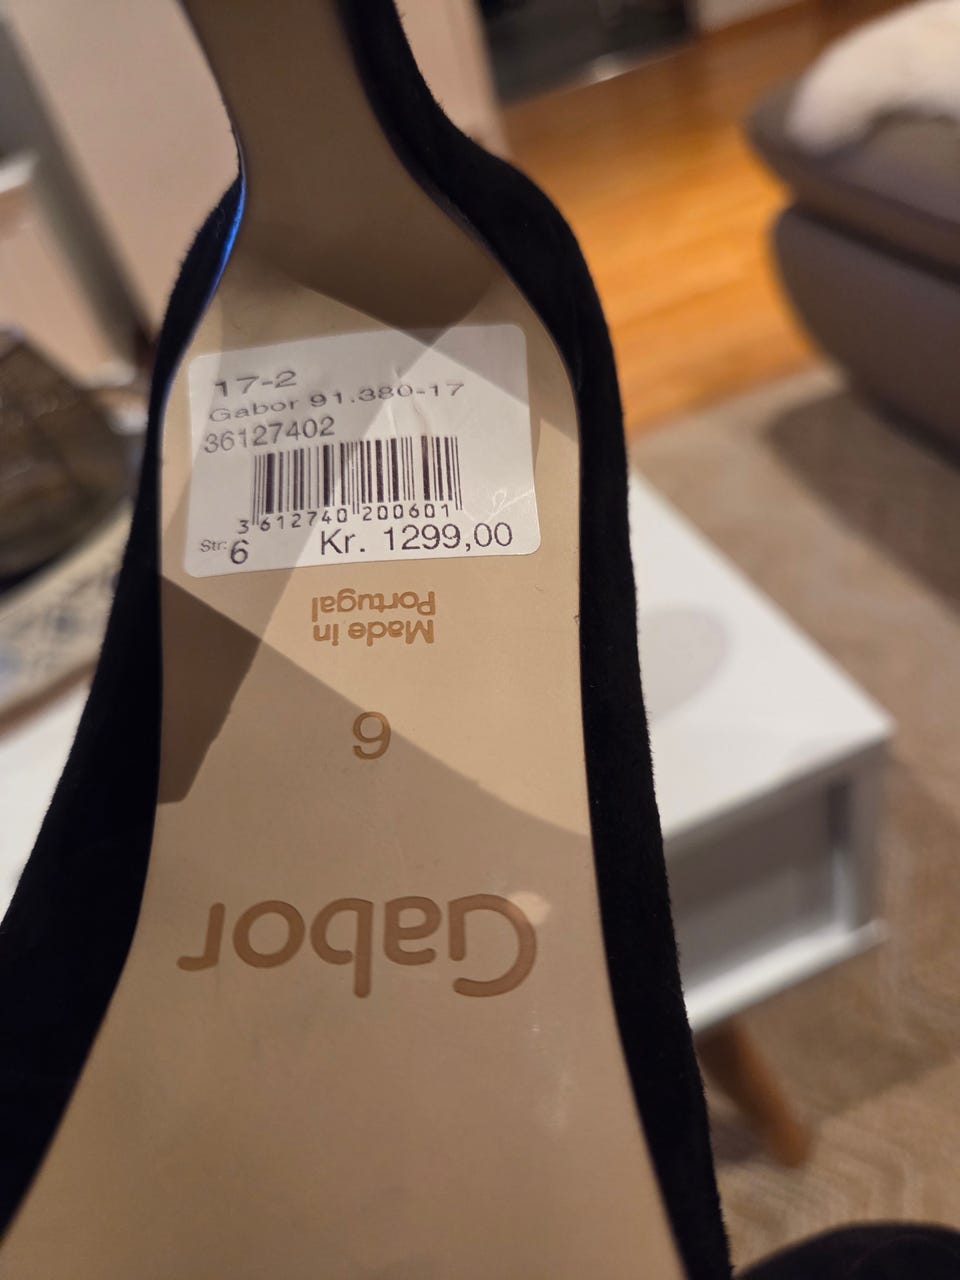 17-2
Gabor 91.380-17
36127402
3 612740 200601
Str: 6 Kr. 1299,00
Made in
Portugal
6
Gabor